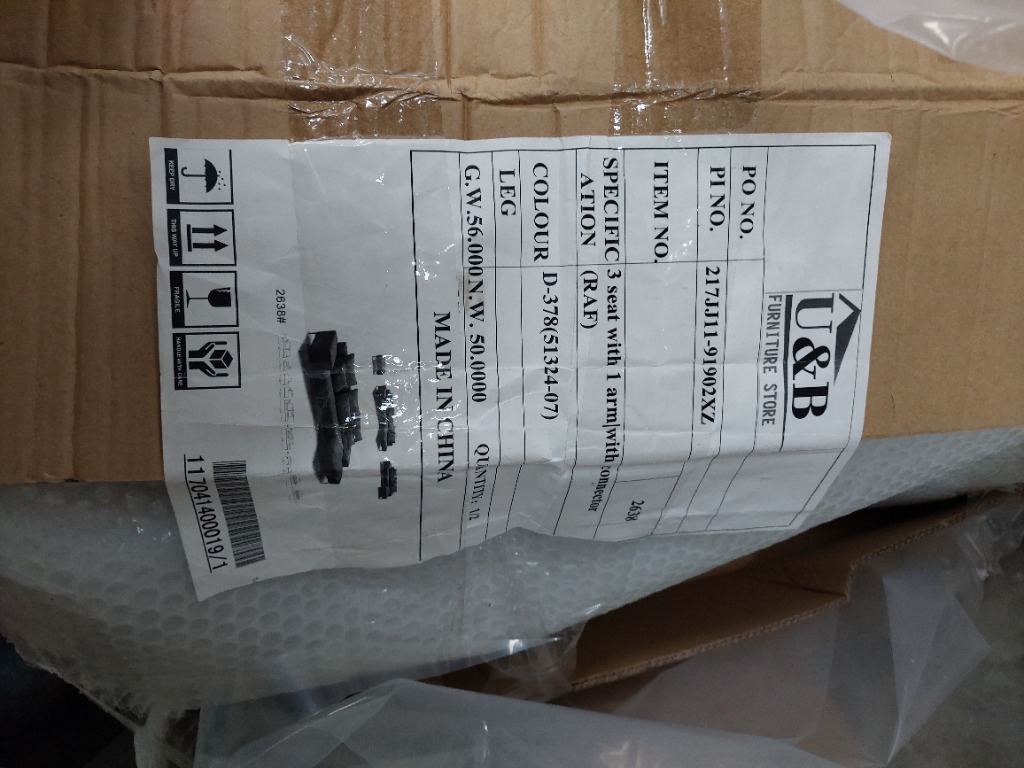 U&B
FURNITURE STORE
PO NO.
PI NO. 217JJ11-91902XZ
ITEM NO. 2638
SPECIFIC 3 seat with 1 arm|with connector
ATION (RAF)
COLOUR D-378(51324-07)
LEG
G.W.56.000 N.W. 50.0000 QUANTITY: 1/2
MADE IN CHINA
2638#
KEEP DRY
THIS WAY UP
FRAGILE
HANDLE WITH CARE
117041400019/1